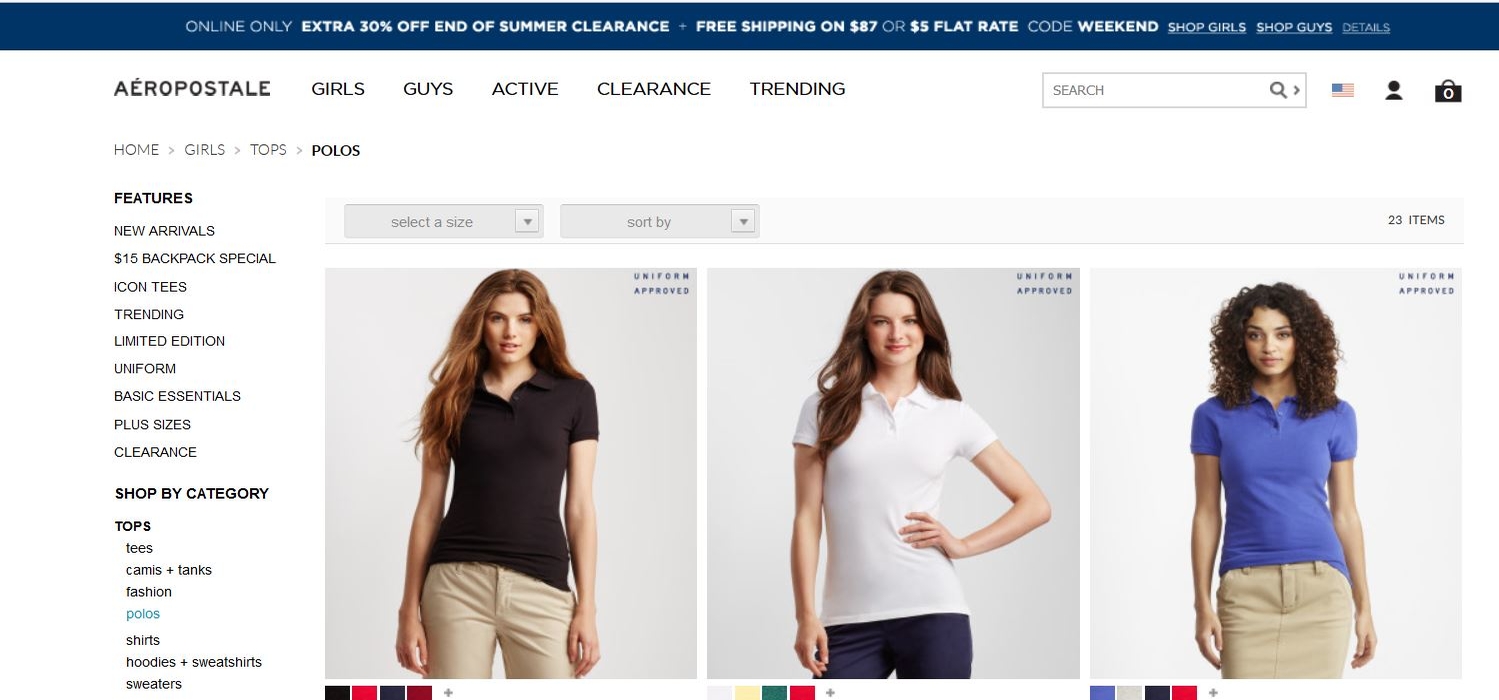 ONLINE ONLY EXTRA 30% OFF END OF SUMMER CLEARANCE + FREE SHIPPING ON $87 OR $5 FLAT RATE CODE WEEKEND SHOP GIRLS SHOP GUYS DETAILS
AÉROPOSTALE GIRLS GUYS ACTIVE CLEARANCE TRENDING SEARCH 0
HOME > GIRLS > TOPS > POLOS
FEATURES
NEW ARRIVALS
$15 BACKPACK SPECIAL
ICON TEES
TRENDING
LIMITED EDITION
UNIFORM
BASIC ESSENTIALS
PLUS SIZES
CLEARANCE
SHOP BY CATEGORY
TOPS
tees
camis + tanks
fashion
polos
shirts
hoodies + sweatshirts
sweaters
select a size sort by 23 ITEMS
UNIFORM
APPROVED
UNIFORM
APPROVED
UNIFORM
APPROVED
+ + +